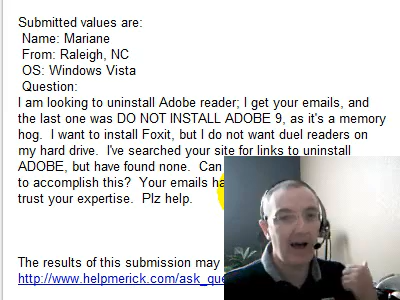 Submitted values are:
Name: Mariane
From: Raleigh, NC
OS: Windows Vista
Question:
I am looking to uninstall Adobe reader; I get your emails, and
the last one was DO NOT INSTALL ADOBE 9, as it's a memory
hog.  I want to install Foxit, but I do not want duel readers on
my hard drive.  I've searched your site for links to uninstall
ADOBE, but have found none.  Can
to accomplish this?  Your emails ha
trust your expertise.  Plz help.
The results of this submission may
http://www.helpmerick.com/ask_que